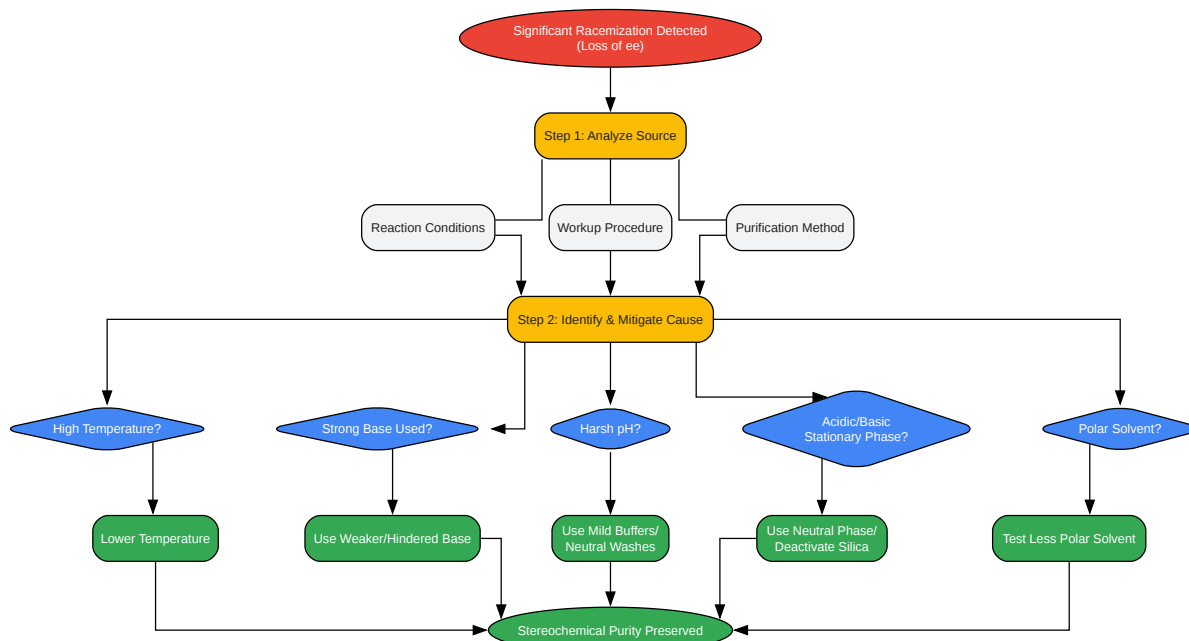 Significant Racemization Detected
(Loss of ee)
Step 1: Analyze Source
Reaction Conditions
Workup Procedure
Purification Method
Step 2: Identify & Mitigate Cause
High Temperature?
Strong Base Used?
Harsh pH?
Acidic/Basic
Stationary Phase?
Polar Solvent?
Lower Temperature
Use Weaker/Hindered Base
Use Mild Buffers/
Neutral Washes
Use Neutral Phase/
Deactivate Silica
Test Less Polar Solvent
Stereochemical Purity Preserved